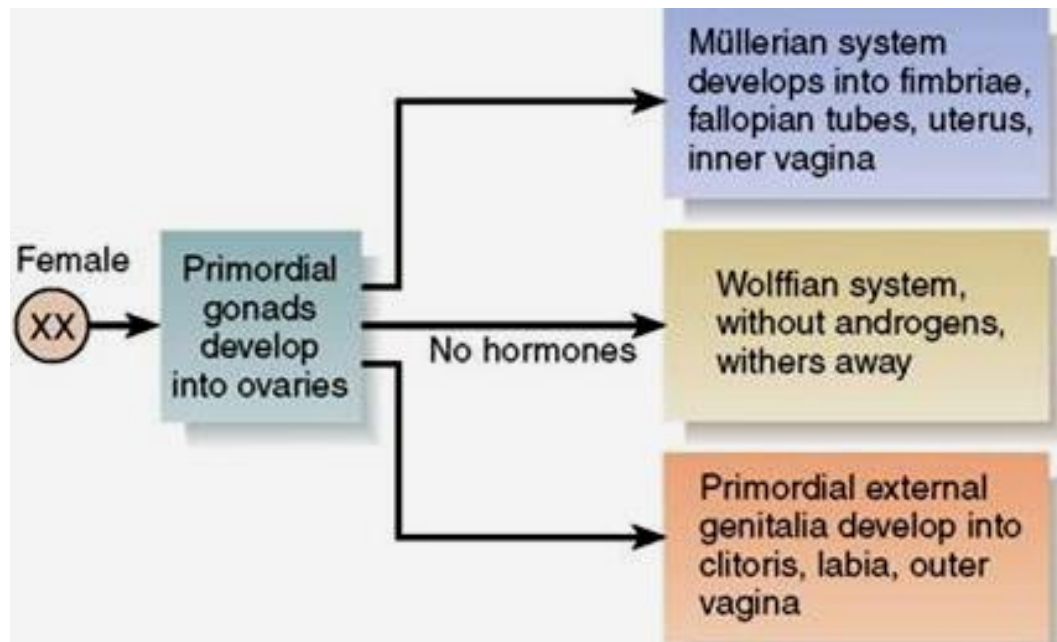 Female
XX
Primordial
gonads
develop
into ovaries
No hormones
Müllerian system
develops into fimbriae,
fallopian tubes, uterus,
inner vagina
Wolffian system,
without androgens,
withers away
Primordial external
genitalia develop into
clitoris, labia, outer
vagina